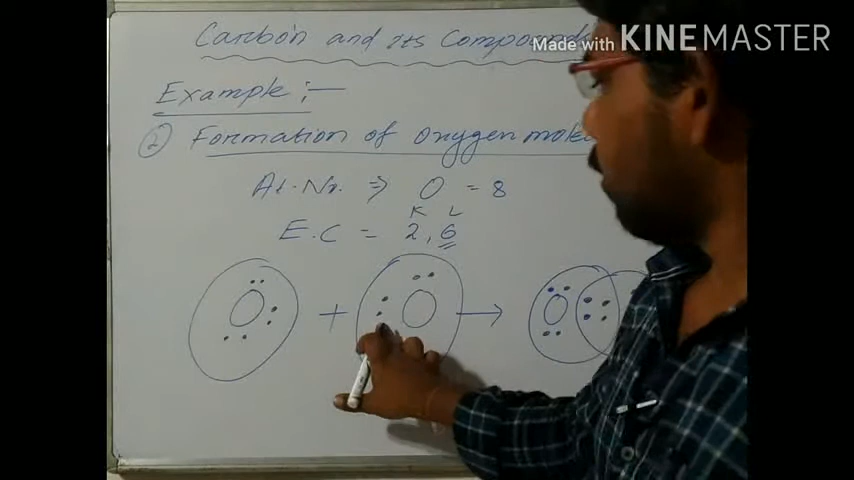 Carbon and its Compounds
Made with KINEMASTER
Example :-
② Formation of oxygen
At. No. ⇒ O = 8
K L
E.C = 2, 6
O + O → O